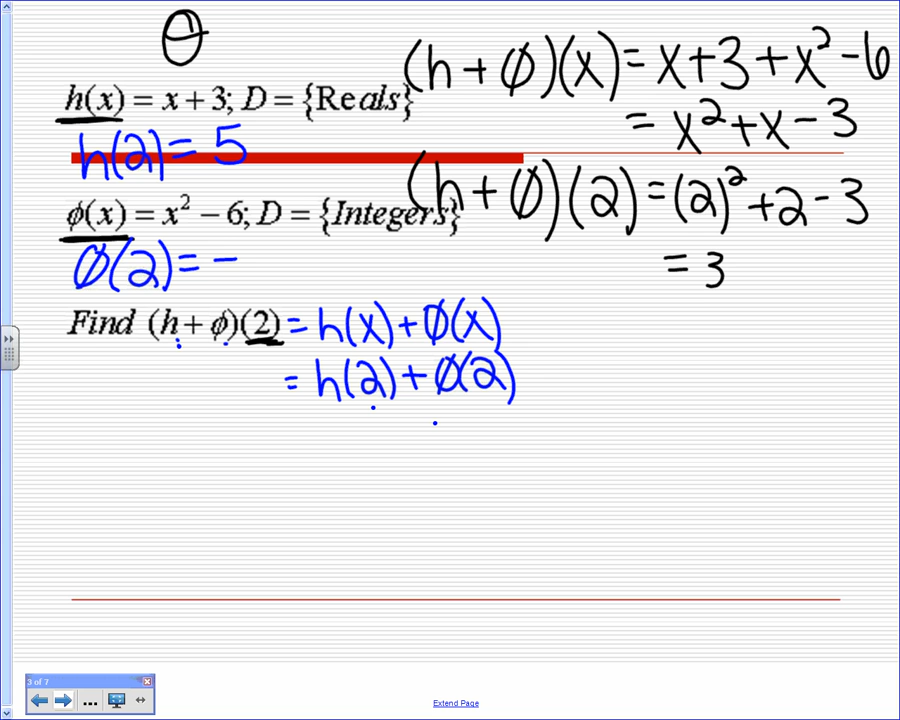 θ
(h + ϕ)(x) = x + 3 + x² - 6
h(x) = x + 3; D = {Reals}
= x² + x - 3
h(2) = 5
(h + ϕ)(2) = (2)² + 2 - 3
ϕ(x) = x² − 6; D = {Integers}
ϕ(2) = -
= 3
Find (h + ϕ)(2) = h(x) + ϕ(x)
= h(2) + ϕ(2)
3 of 7
Extend Page